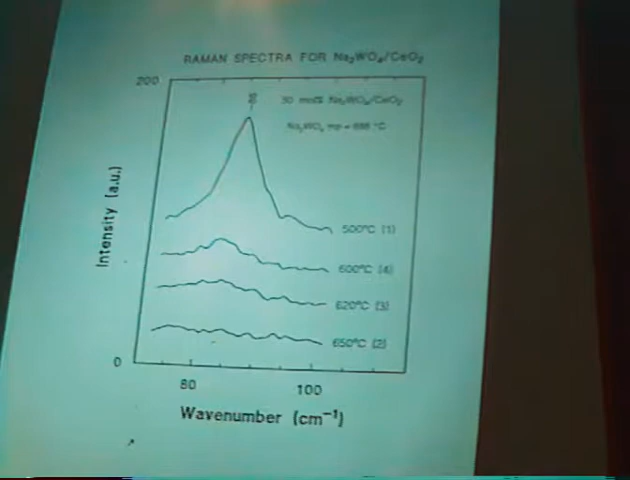 RAMAN SPECTRA FOR Na₂WO₄/CeO₂
200
30 mol% Na₂WO₄/CeO₂
Na₂WO₄ mp = 698 °C
Intensity (a.u.)
500°C (1)
600°C (4)
620°C (3)
650°C (2)
0
80 100
Wavenumber (cm⁻¹)